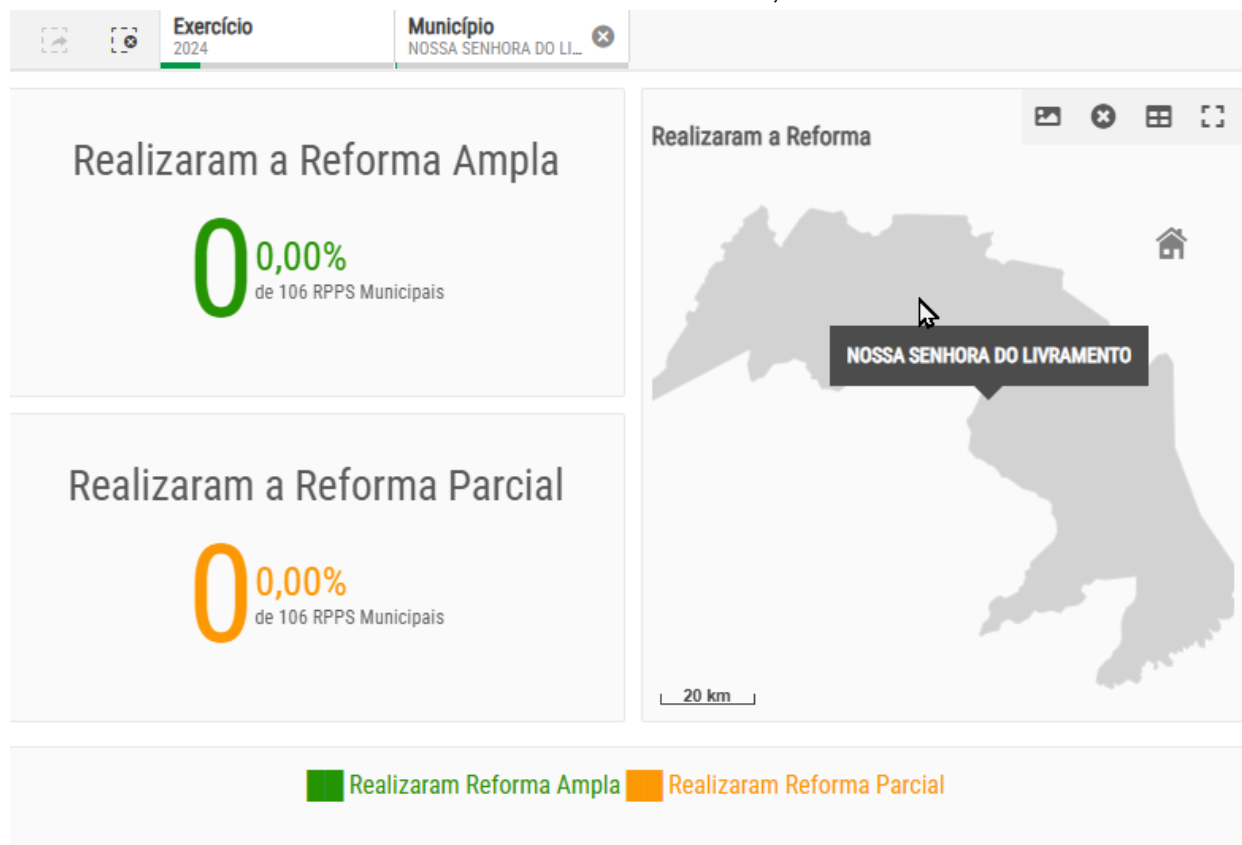 Exercício
2024
Município
NOSSA SENHORA DO LI...
Realizaram a Reforma Ampla
0
0,00%
de 106 RPPS Municipais
Realizaram a Reforma
NOSSA SENHORA DO LIVRAMENTO
Realizaram a Reforma Parcial
0
0,00%
de 106 RPPS Municipais
20 km
Realizaram Reforma Ampla Realizaram Reforma Parcial